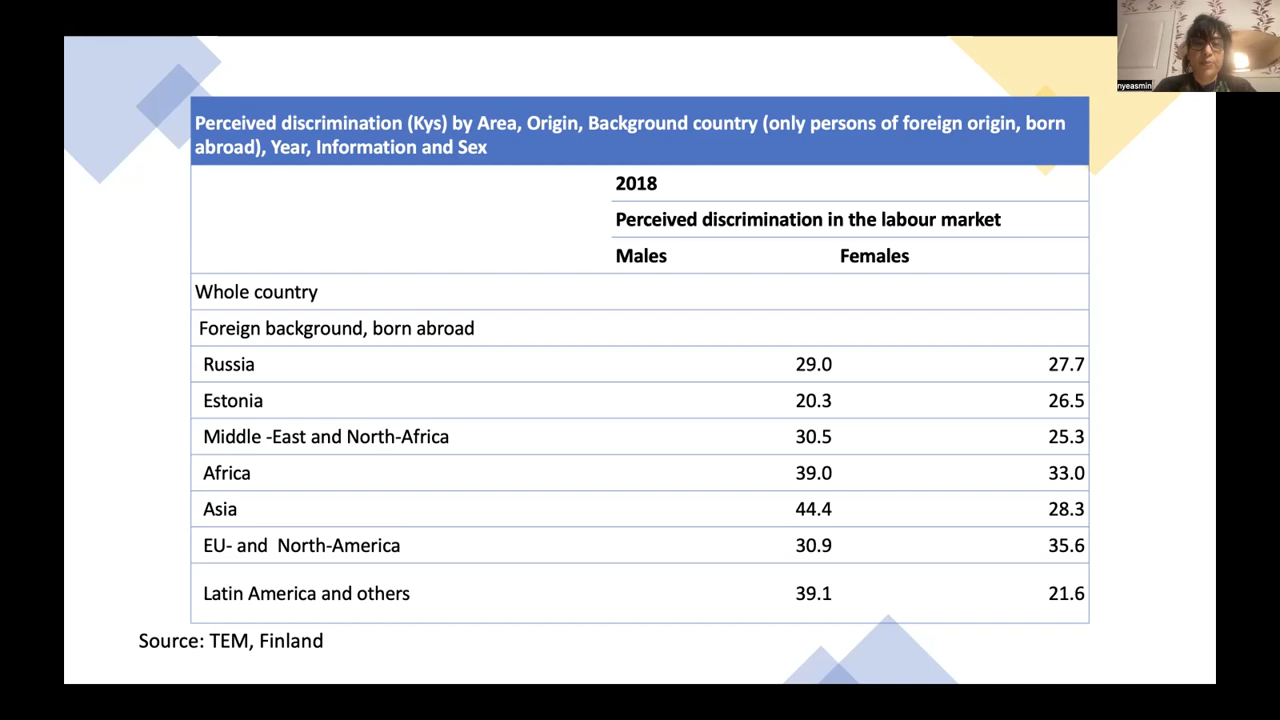 nyeasmin
Perceived discrimination (Kys) by Area, Origin, Background country (only persons of foreign origin, born
abroad), Year, Information and Sex
2018
Perceived discrimination in the labour market
Males Females
Whole country
Foreign background, born abroad
Russia 29.0 27.7
Estonia 20.3 26.5
Middle -East and North-Africa 30.5 25.3
Africa 39.0 33.0
Asia 44.4 28.3
EU- and North-America 30.9 35.6
Latin America and others 39.1 21.6
Source: TEM, Finland